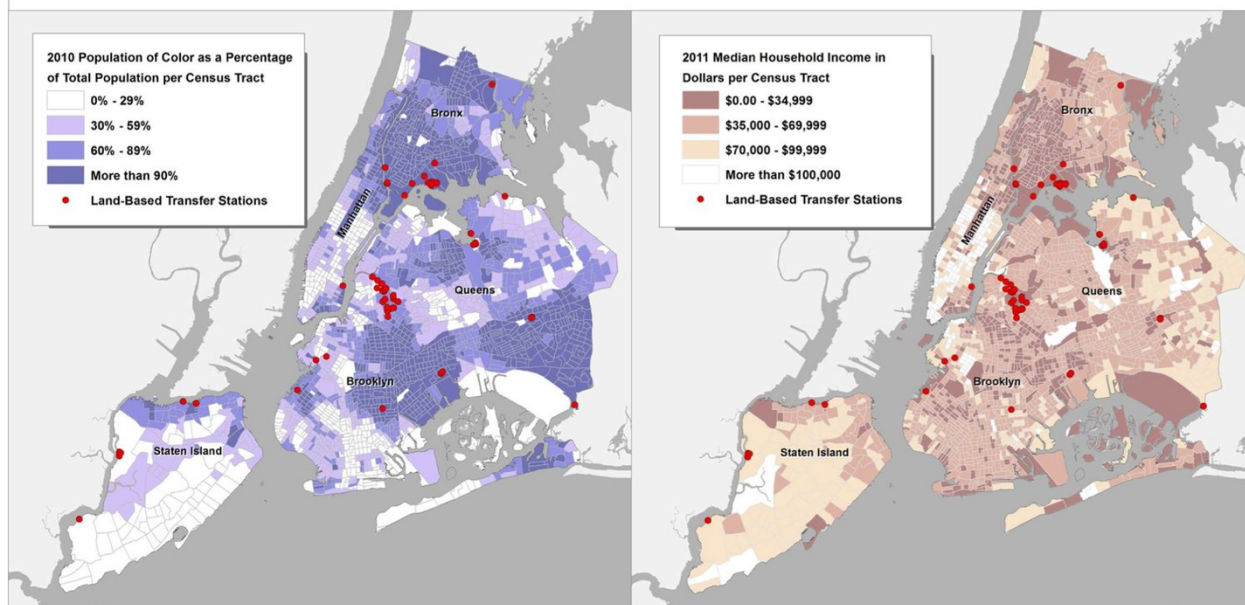 2010 Population of Color as a Percentage
of Total Population per Census Tract
0% - 29%
30% - 59%
60% - 89%
More than 90%
Land-Based Transfer Stations
Bronx
Manhattan
Queens
Brooklyn
Staten Island
2011 Median Household Income in
Dollars per Census Tract
$0.00 - $34,999
$35,000 - $69,999
$70,000 - $99,999
More than $100,000
Land-Based Transfer Stations
Bronx
Manhattan
Queens
Brooklyn
Staten Island